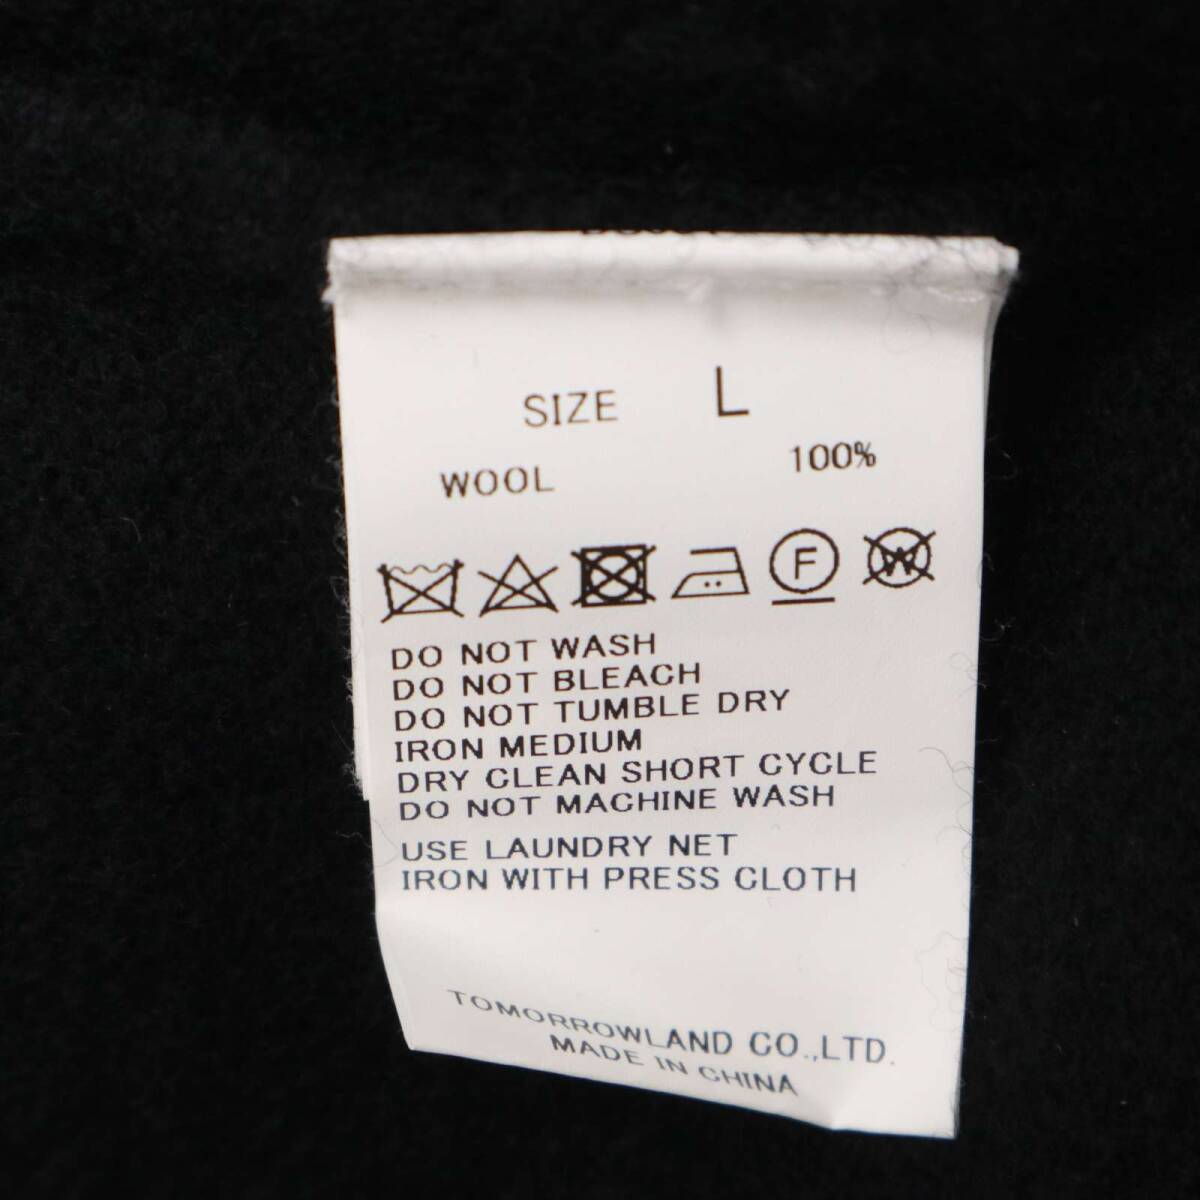 SIZE L
WOOL 100%
F W
DO NOT WASH
DO NOT BLEACH
DO NOT TUMBLE DRY
IRON MEDIUM
DRY CLEAN SHORT CYCLE
DO NOT MACHINE WASH
USE LAUNDRY NET
IRON WITH PRESS CLOTH
TOMORROWLAND CO.,LTD.
MADE IN CHINA